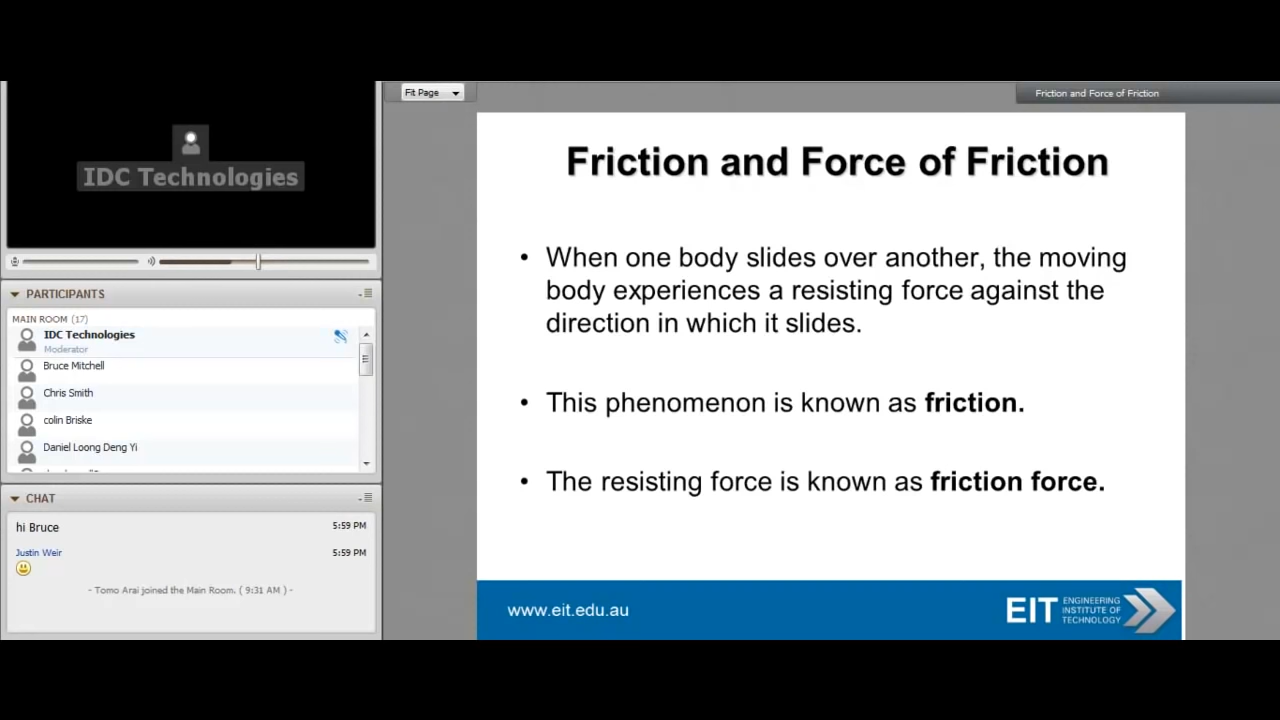 IDC Technologies
PARTICIPANTS
MAIN ROOM (17)
IDC Technologies
Moderator
Bruce Mitchell
Chris Smith
colin Briske
Daniel Loong Deng Yi
CHAT
hi Bruce 5:59 PM
Justin Weir 5:59 PM
- Tomo Arai joined the Main Room. ( 9:31 AM ) -
Fit Page
Friction and Force of Friction
Friction and Force of Friction
• When one body slides over another, the moving
body experiences a resisting force against the
direction in which it slides.
• This phenomenon is known as friction.
• The resisting force is known as friction force.
www.eit.edu.au
EIT
ENGINEERING
INSTITUTE OF
TECHNOLOGY